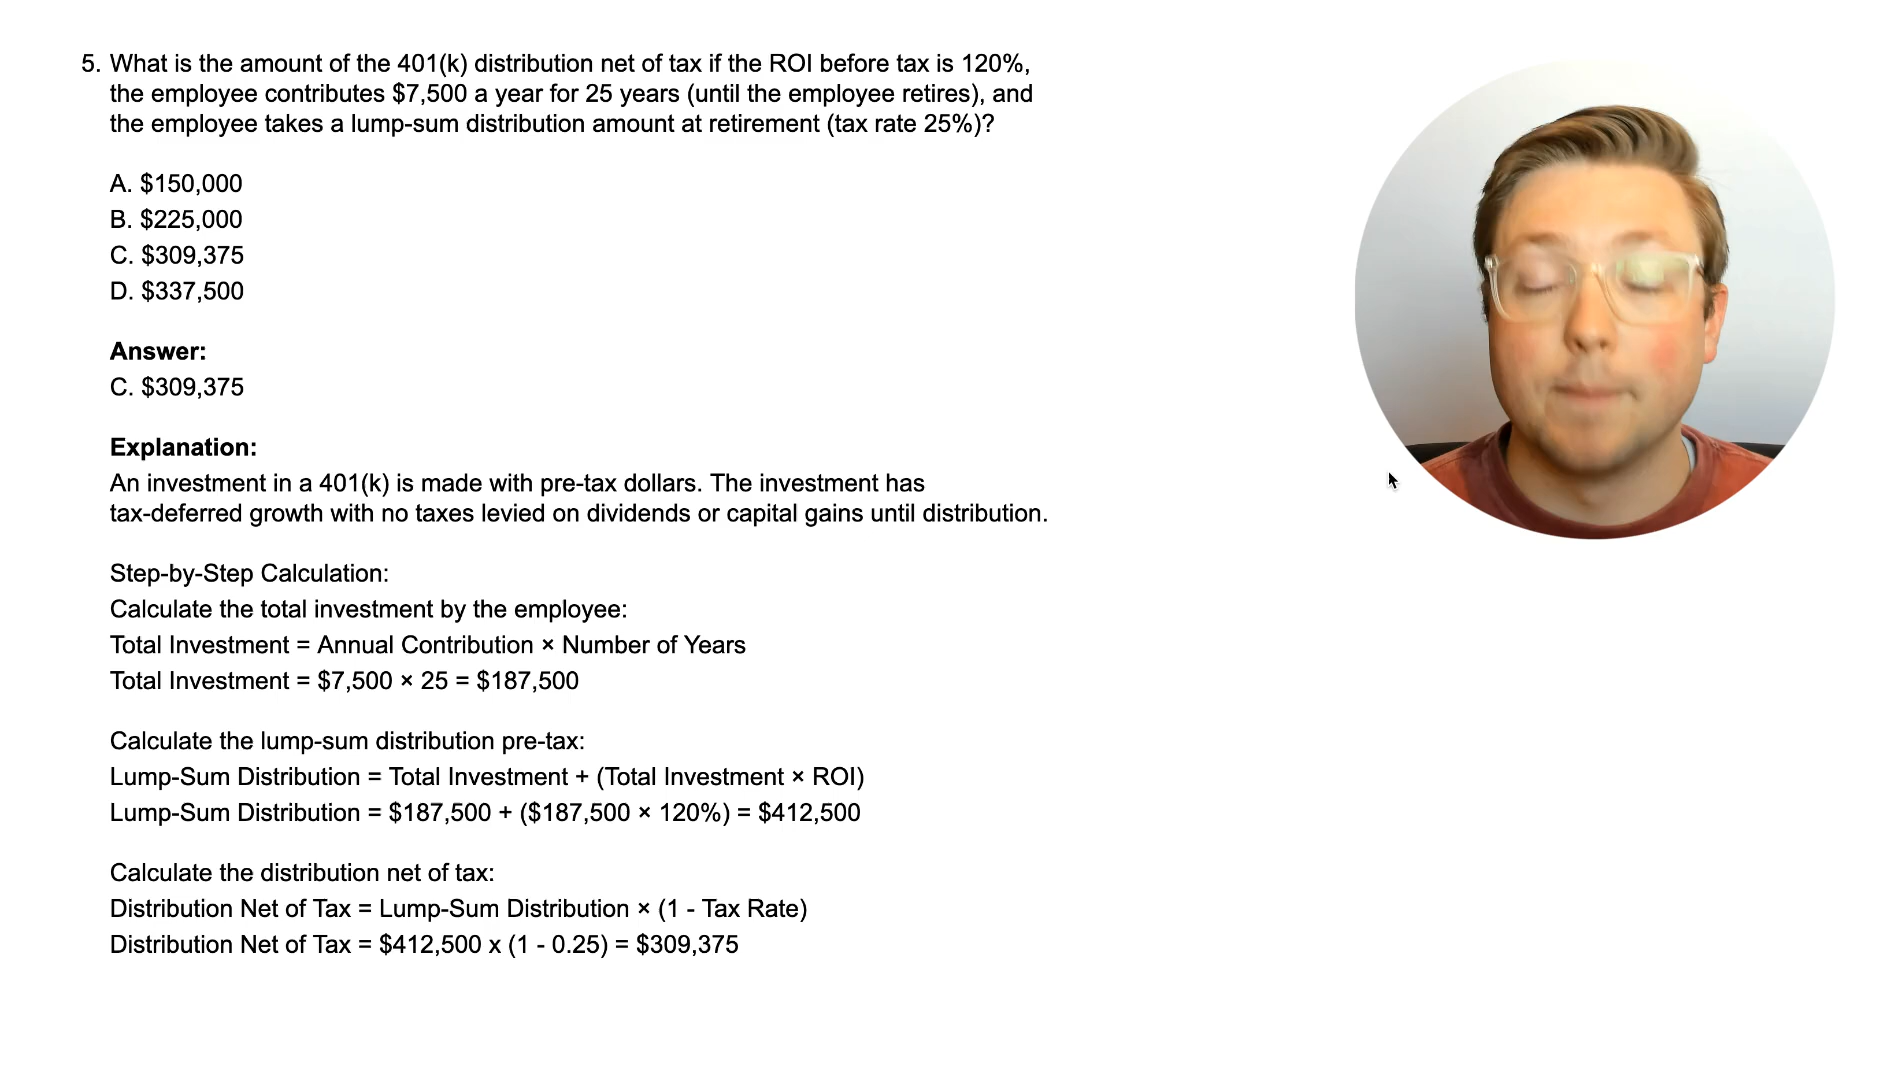 5. What is the amount of the 401(k) distribution net of tax if the ROI before tax is 120%,
the employee contributes $7,500 a year for 25 years (until the employee retires), and
the employee takes a lump-sum distribution amount at retirement (tax rate 25%)?
A. $150,000
B. $225,000
C. $309,375
D. $337,500
Answer:
C. $309,375
Explanation:
An investment in a 401(k) is made with pre-tax dollars. The investment has
tax-deferred growth with no taxes levied on dividends or capital gains until distribution.
Step-by-Step Calculation:
Calculate the total investment by the employee:
Total Investment = Annual Contribution × Number of Years
Total Investment = $7,500 × 25 = $187,500
Calculate the lump-sum distribution pre-tax:
Lump-Sum Distribution = Total Investment + (Total Investment × ROI)
Lump-Sum Distribution = $187,500 + ($187,500 × 120%) = $412,500
Calculate the distribution net of tax:
Distribution Net of Tax = Lump-Sum Distribution × (1 - Tax Rate)
Distribution Net of Tax = $412,500 x (1 - 0.25) = $309,375